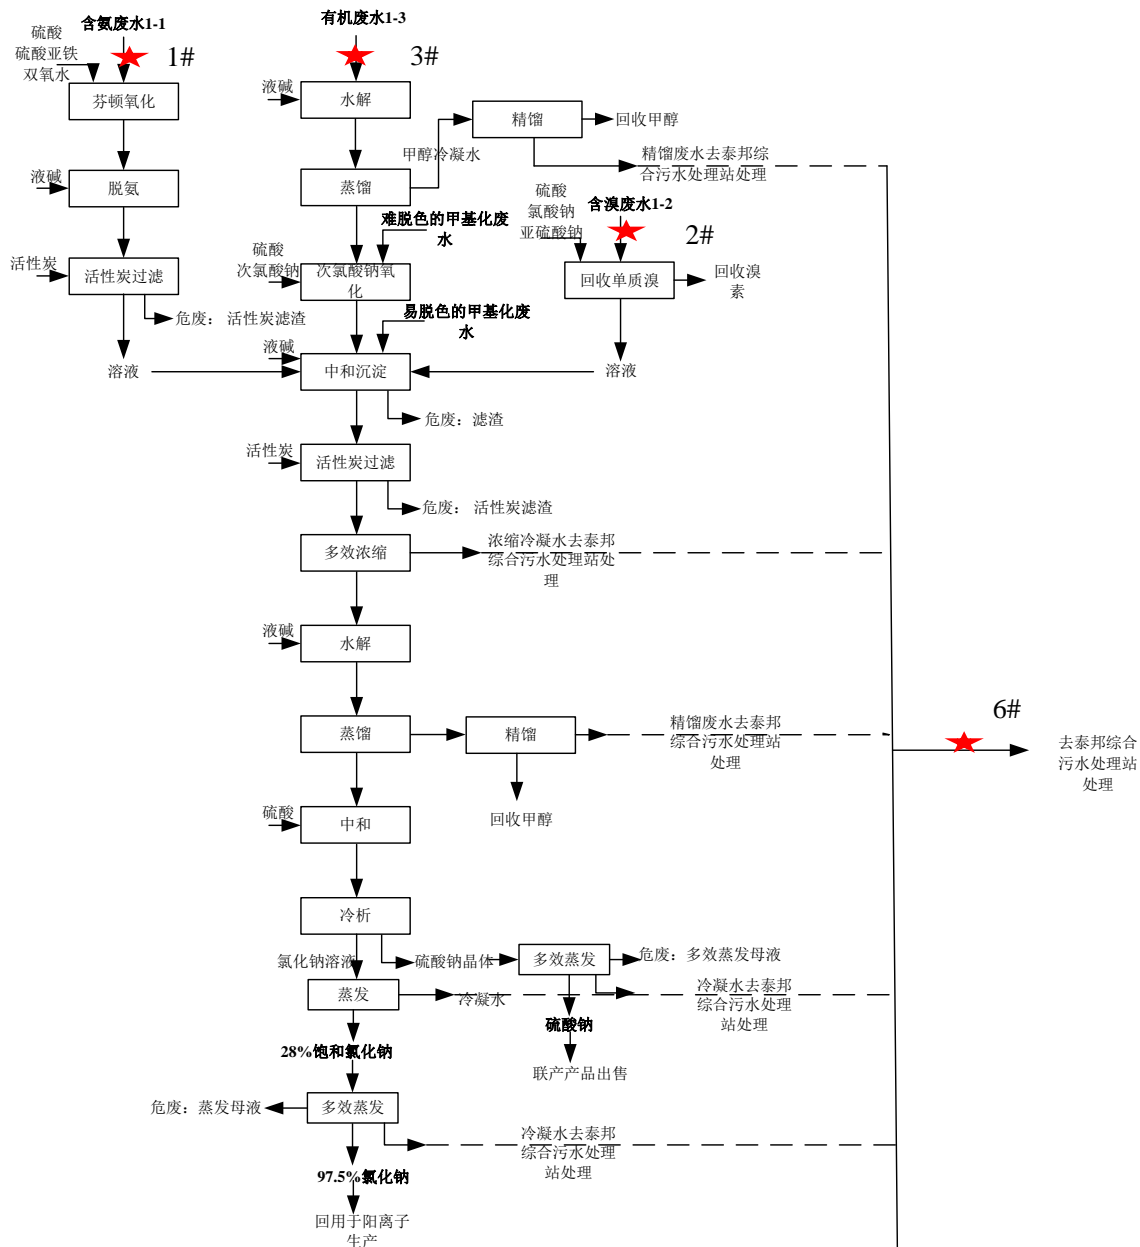 含氨废水1-1
有机废水1-3
硫酸
硫酸亚铁
双氧水
1#
3#
芬顿氧化
液碱
水解
精馏
回收甲醇
甲醇冷凝水
精馏废水去泰邦综
合污水处理站处理
液碱
脱氨
蒸馏
硫酸
氯酸钠
亚硫酸钠
含溴废水1-2
2#
难脱色的甲基化废
水
活性炭
活性炭过滤
硫酸
次氯酸钠
次氯酸钠氧
化
回收单质溴
回收溴
素
危废： 活性炭滤渣
易脱色的甲基化废
水
溶液
液碱
中和沉淀
溶液
危废：滤渣
活性炭
活性炭过滤
危废： 活性炭滤渣
多效浓缩
浓缩冷凝水去泰邦
综合污水处理站处
理
液碱
水解
蒸馏
精馏
精馏废水去泰邦
综合污水处理站
处理
6#
去泰邦综合
污水处理站
处理
回收甲醇
硫酸
中和
冷析
氯化钠溶液
硫酸钠晶体
多效蒸发
危废：多效蒸发母液
蒸发
冷凝水
冷凝水去泰邦
综合污水处理
站处理
硫酸钠
28%饱和氯化钠
联产产品出售
危废：蒸发母液
多效蒸发
冷凝水去泰邦
综合污水处理
站处理
97.5%氯化钠
回用于阳离子
生产